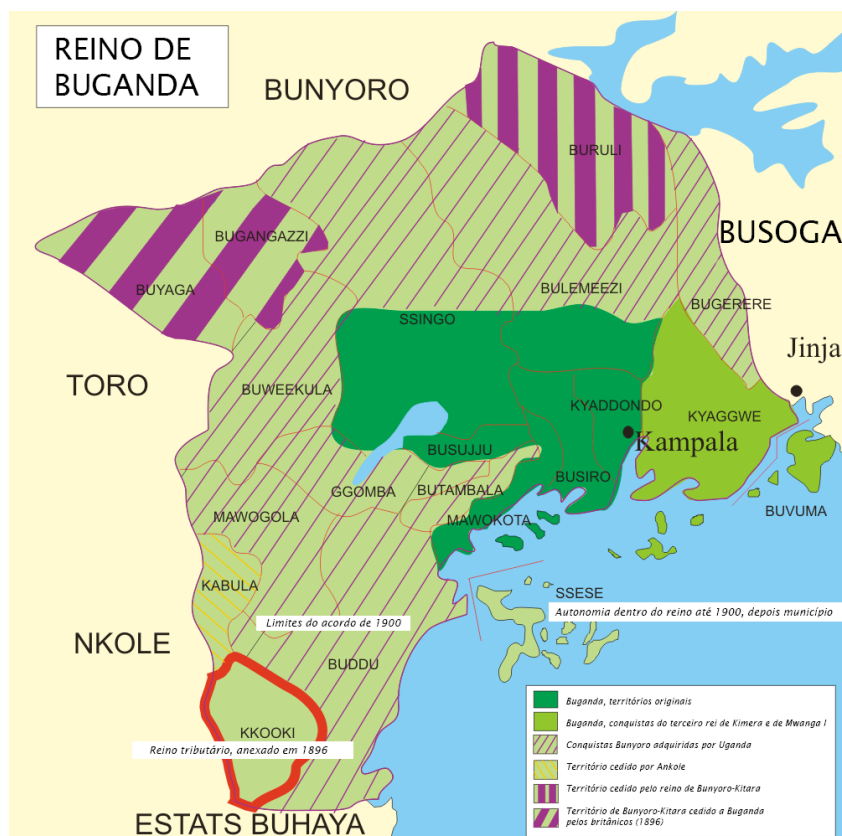 REINO DE
BUGANDA
BUNYORO
BURULI
BUSOGA
BUGANGAZZI
BUYAGA
BULEMEEZI
BUGERERE
SSINGO
Jinja
TORO
BUWEEKULA
KYADDONDO
KYAGGWE
Kampala
BUSUJJU
BUSIRO
GGOMBA
BUTAMBALA
BUVUMA
MAWOGOLA
MAWOKOTA
KABULA
SSESE
Autonomia dentro do reino até 1900, depois município
Limites do acordo de 1900
NKOLE
BUDDU
KKOOKI
Reino tributário, anexado em 1896
ESTATS BUHAYA
Buganda, territórios originais
Buganda, conquistas do terceiro rei de Kimera e de Mwanga I
Conquistas Bunyoro adquiridas por Uganda
Território cedido por Ankole
Território cedido pelo reino de Bunyoro-Kitara
Território de Bunyoro-Kitara cedido a Buganda
pelos britânicos (1896)